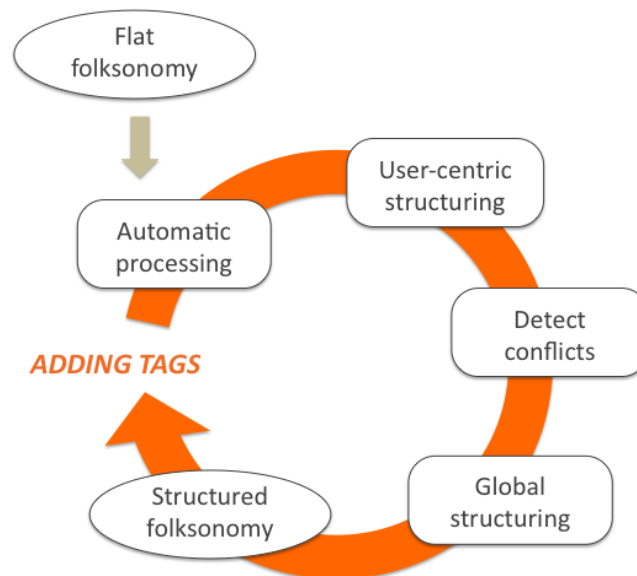 Flat
folksonomy
User-centric
structuring
Automatic
processing
Detect
conflicts
ADDING TAGS
Global
structuring
Structured
folksonomy